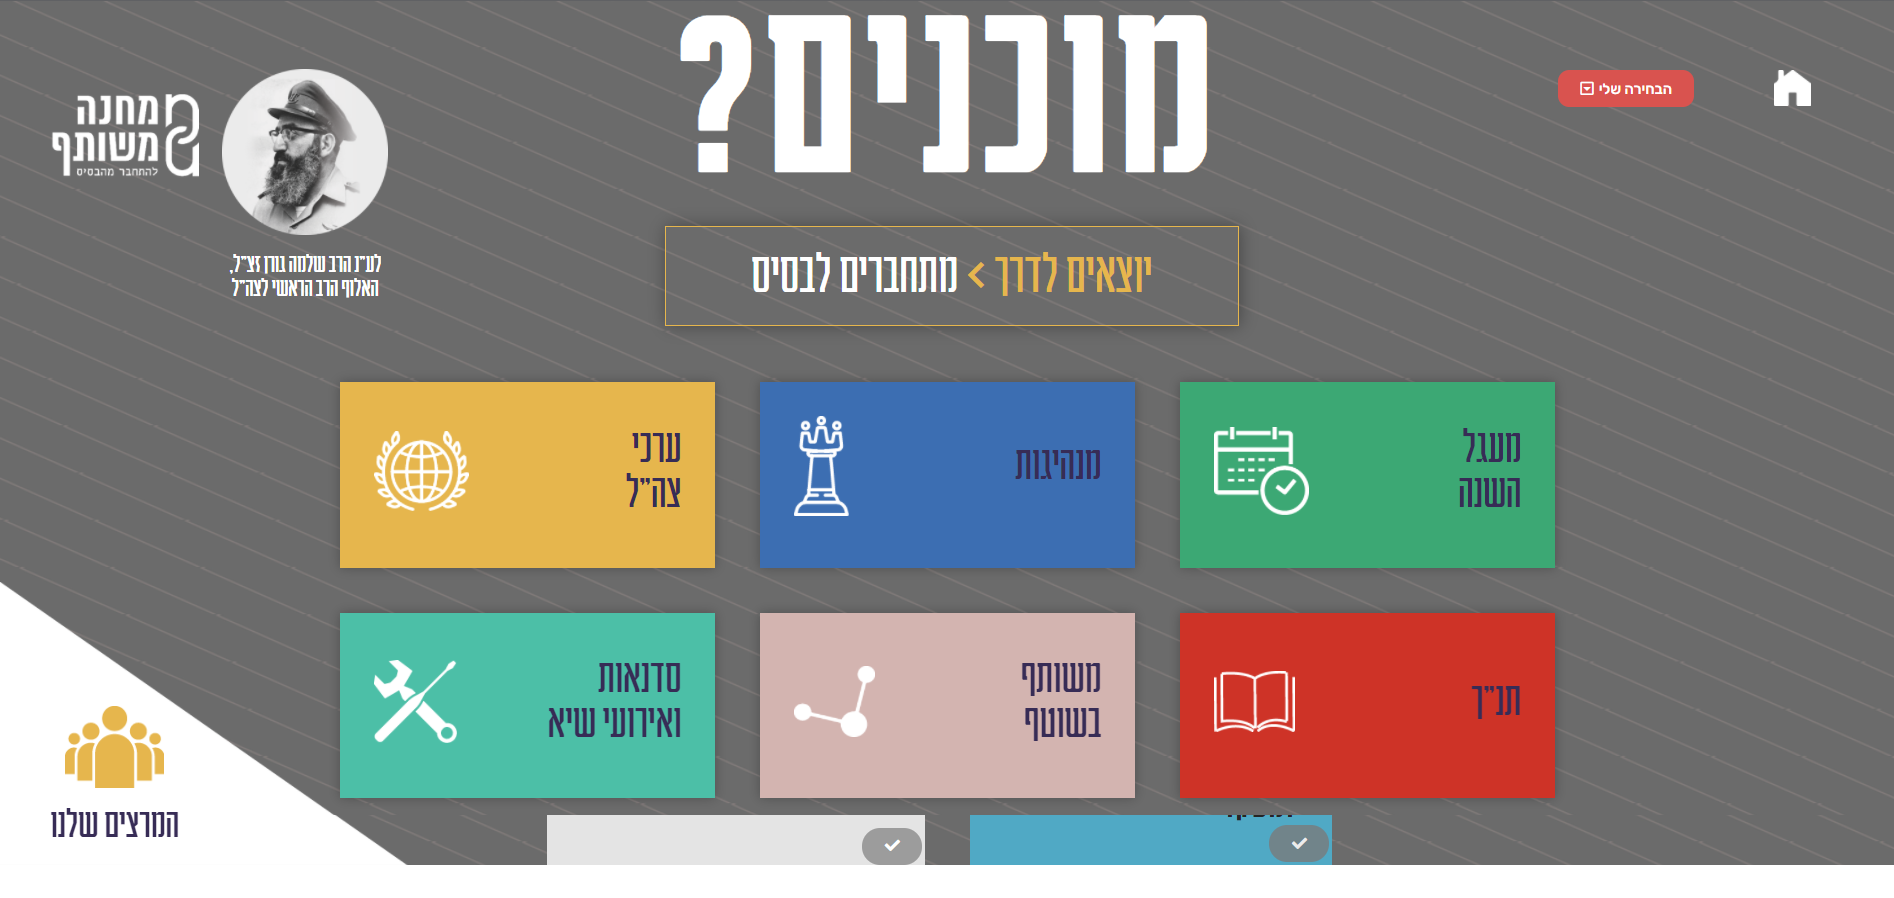 מוכנים?
הבחירה שלי
מחנה
משותף
להתחבר מהבסיס
לע"נ הרב שלמה גורן זצ"ל,
האלוף הרב הראשי לצה"ל
יוצאים לדרך > מתחברים לבסיס
מעגל
השנה
מנהיגות
ערכי
צה"ל
תנ"ך
משותף
בשוטף
סדנאות
ואירועי שיא
המרצים שלנו